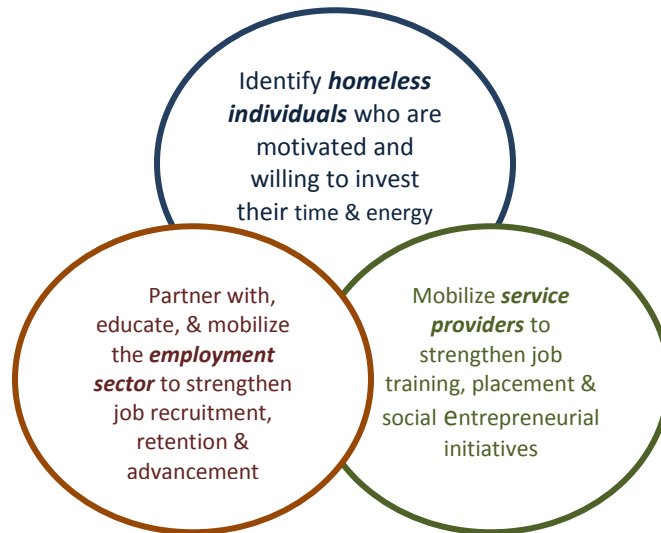 Identify homeless
individuals who are
motivated and
willing to invest
their time & energy
Partner with,
educate, & mobilize
the employment
sector to strengthen
job recruitment,
retention &
advancement
Mobilize service
providers to
strengthen job
training, placement &
social entrepreneurial
initiatives